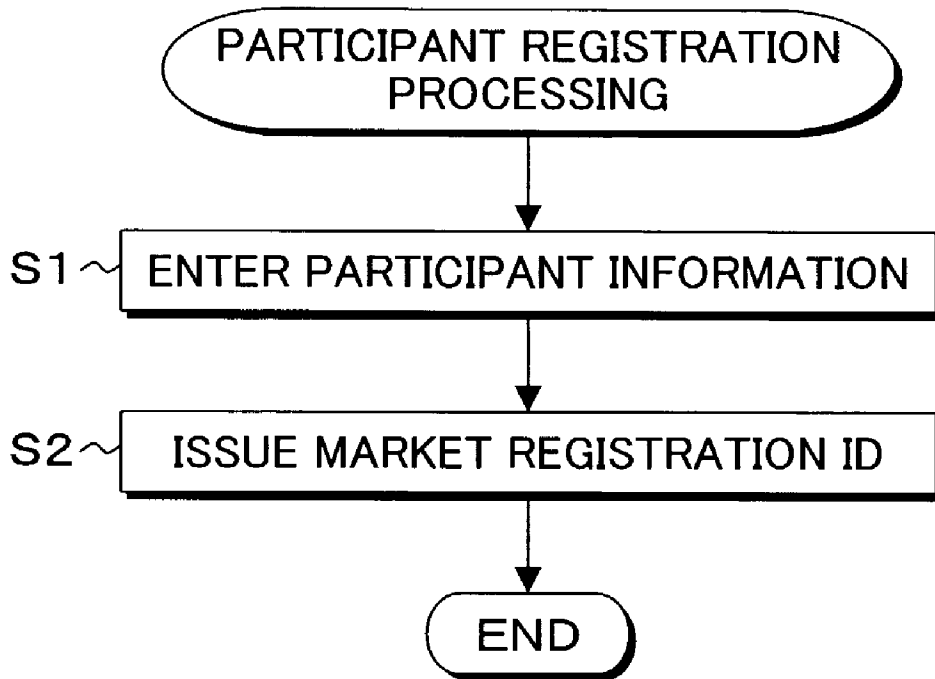 PARTICIPANT REGISTRATION
PROCESSING
S1 ENTER PARTICIPANT INFORMATION
S2 ISSUE MARKET REGISTRATION ID
END